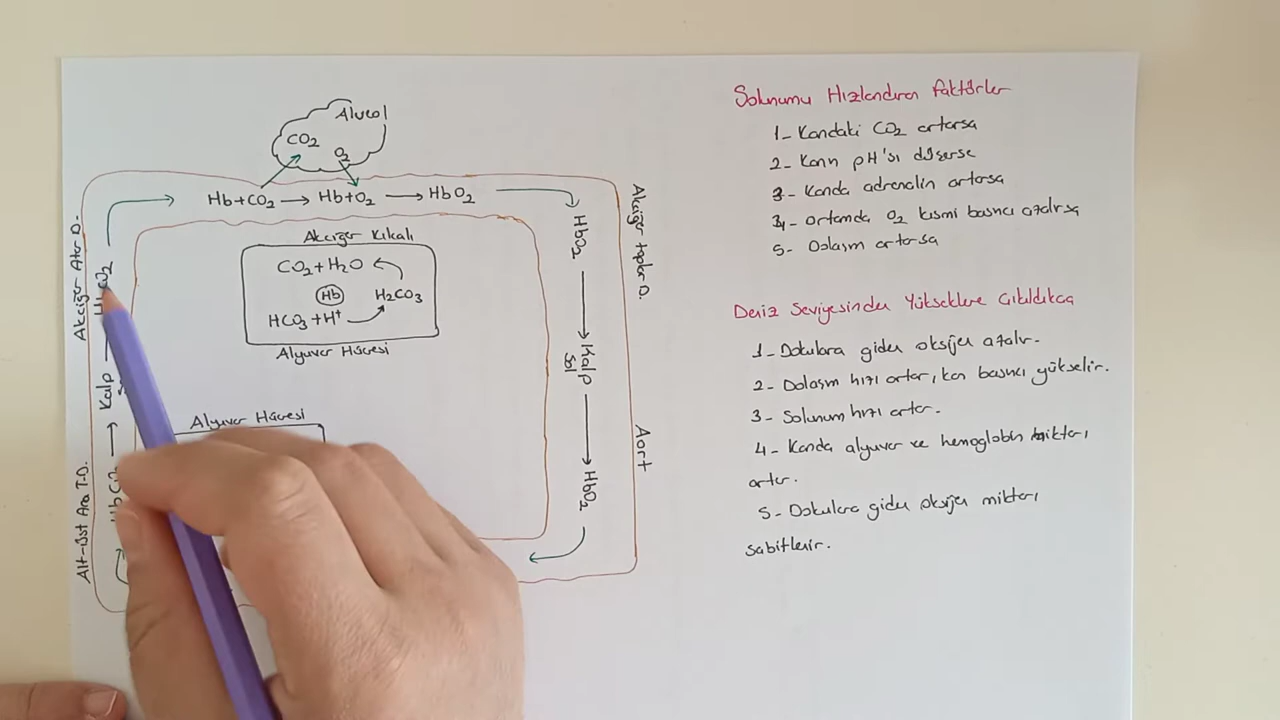 Alveol
CO2
O2
Hb+CO2 → Hb+O2 → HbO2
Akciğer Atar D.
Akciğer Kılcalı
CO2+H2O
Hb H2CO3
HCO3+H+
Alyuvar Hücresi
HbO2
Akciğer toplar D.
Kalp
Sol
Aort
HbO2
Kalp
Alyuvar Hücresi
Alt-Üst Ana T.D.
Solunumu Hızlandıran Faktörler
1- Kandaki CO2 artarsa
2- Kanın pH'sı düşerse
3- Kanda adrenalin artarsa
4- Ortamda O2 kısmi basıncı azalırsa
5- Dolaşım artarsa
Deniz Seviyesinden Yükseklere Çıkıldıkça
1- Dokulara giden oksijen azalır.
2- Dolaşım hızı artar, kan basıncı yükselir.
3- Solunum hızı artar.
4- Kanda alyuvar ve hemoglobin miktarı
artar.
5- Dokulara giden oksijen miktarı
sabitlenir.